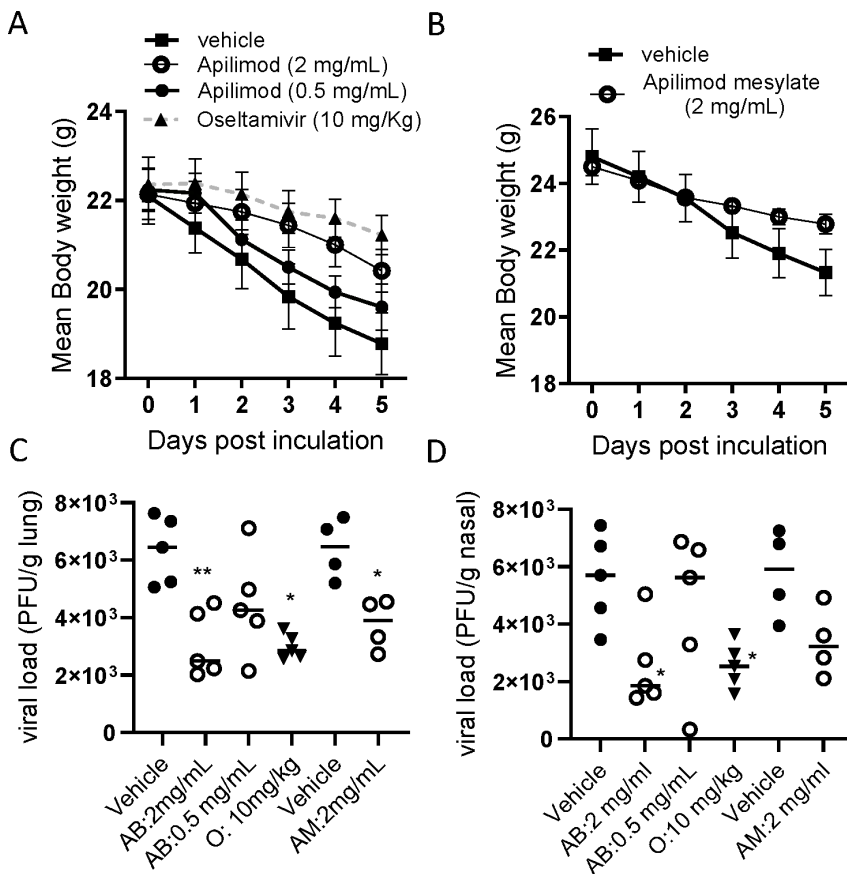 A
vehicle
Apilimod (2 mg/mL)
Apilimod (0.5 mg/mL)
Oseltamivir (10 mg/Kg)
Mean Body weight (g)
24
22
20
18
0 1 2 3 4 5
Days post inculation
B
vehicle
Apilimod mesylate
(2 mg/mL)
Mean Body weight (g)
26
24
22
20
18
0 1 2 3 4 5
Days post inculation
C
viral load (PFU/g lung)
8×10³
6×10³
4×10³
2×10³
0
**
*
*
Vehicle
AB:2mg/mL
AB:0.5 mg/mL
O: 10mg/kg
Vehicle
AM:2mg/mL
D
viral load (PFU/g nasal)
8×10³
6×10³
4×10³
2×10³
0
*
*
Vehicle
AB:2 mg/ml
AB:0.5 mg/mL
O:10 mg/kg
Vehicle
AM:2 mg/ml